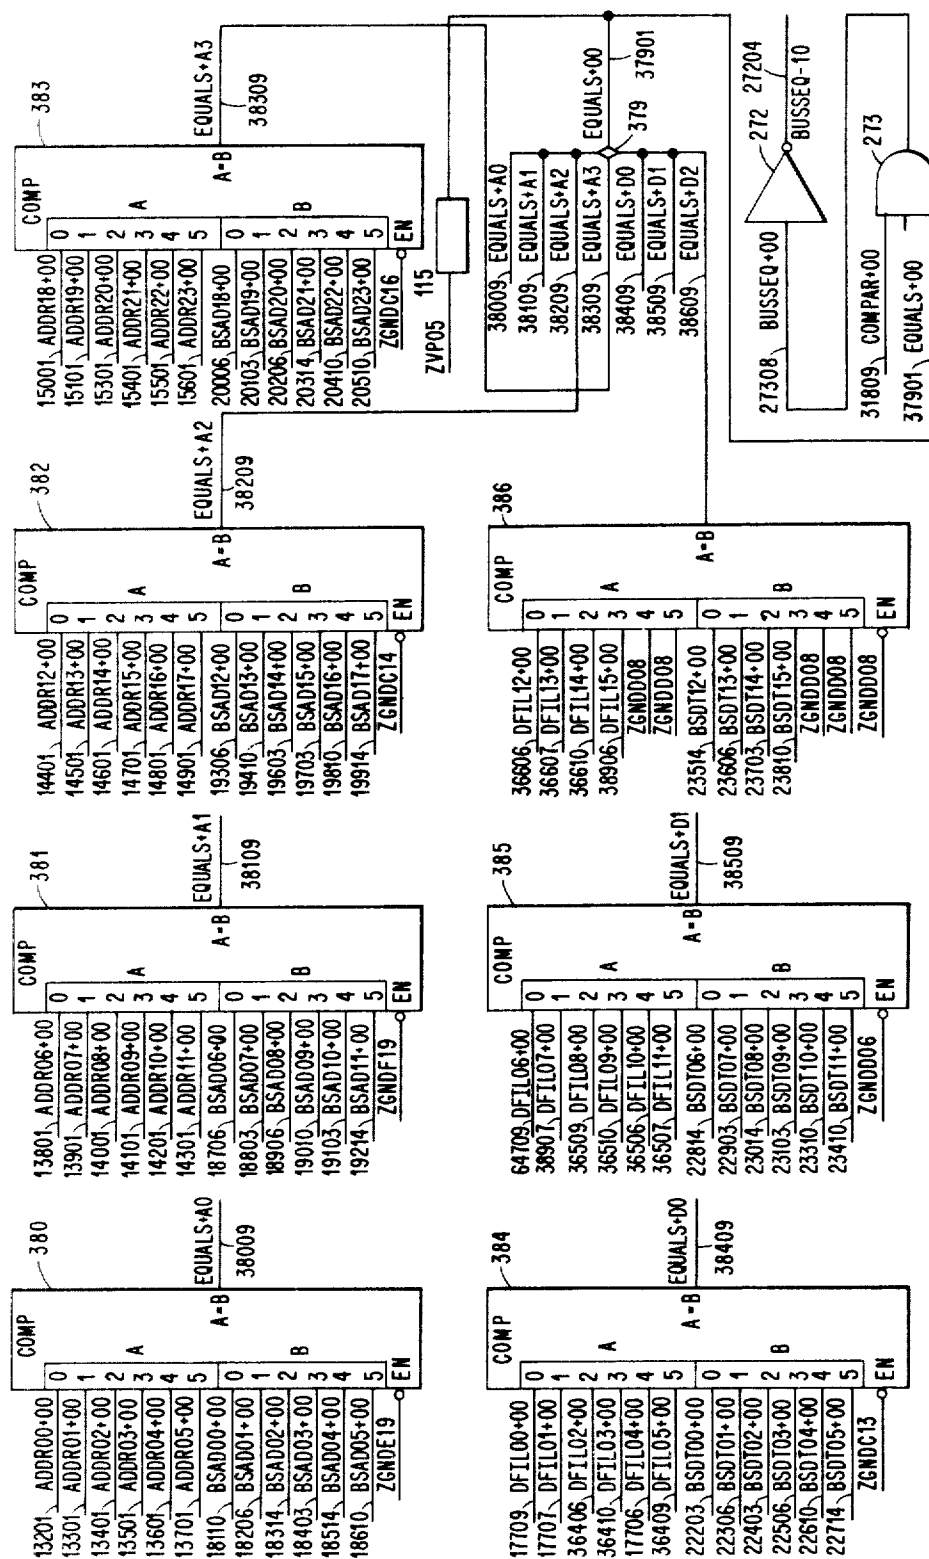 COMP
380
13201 ADDR00+00 0
13301 ADDR01+00 1
13401 ADDR02+00 2
13501 ADDR03+00 3
13601 ADDR04+00 4
13701 ADDR05+00 5
A
18110 BSAD00+00 0
18206 BSAD01+00 1
18314 BSAD02+00 2
18403 BSAD03+00 3
18514 BSAD04+00 4
18610 BSAD05+00 5
B
ZGNDE19 EN
A=B
EQUALS+A0
38009
COMP
381
13801 ADDR06+00 0
13901 ADDR07+00 1
14001 ADDR08+00 2
14101 ADDR09+00 3
14201 ADDR10+00 4
14301 ADDR11+00 5
A
18706 BSAD06+00 0
18803 BSAD07+00 1
18906 BSAD08+00 2
19010 BSAD09+00 3
19103 BSAD10+00 4
19214 BSAD11+00 5
B
ZGNDF19 EN
A=B
EQUALS+A1
38109
COMP
382
14401 ADDR12+00 0
14501 ADDR13+00 1
14601 ADDR14+00 2
14701 ADDR15+00 3
14801 ADDR16+00 4
14901 ADDR17+00 5
A
19306 BSAD12+00 0
19410 BSAD13+00 1
19603 BSAD14+00 2
19703 BSAD15+00 3
19810 BSAD16+00 4
19914 BSAD17+00 5
B
ZGNDC14 EN
A=B
EQUALS+A2
38209
COMP
383
15001 ADDR18+00 0
15101 ADDR19+00 1
15301 ADDR20+00 2
15401 ADDR21+00 3
15501 ADDR22+00 4
15601 ADDR23+00 5
A
20006 BSAD18+00 0
20103 BSAD19+00 1
20206 BSAD20+00 2
20314 BSAD21+00 3
20410 BSAD22+00 4
20510 BSAD23+00 5
B
ZGNDC16 EN
A=B
EQUALS+A3
38309
COMP
384
17709 DFIL00+00 0
17707 DFIL01+00 1
36406 DFIL02+00 2
36410 DFIL03+00 3
17706 DFIL04+00 4
36409 DFIL05+00 5
A
22203 BSDT00+00 0
22306 BSDT01+00 1
22403 BSDT02+00 2
22506 BSDT03+00 3
22610 BSDT04+00 4
22714 BSDT05+00 5
B
ZGNDC13 EN
A=B
EQUALS+D0
38409
COMP
385
64709 DFIL06+00 0
38907 DFIL07+00 1
36509 DFIL08+00 2
36510 DFIL09+00 3
36506 DFIL10+00 4
36507 DFIL11+00 5
A
22814 BSDT06+00 0
22903 BSDT07+00 1
23014 BSDT08+00 2
23103 BSDT09+00 3
23310 BSDT10+00 4
23410 BSDT11+00 5
B
ZGNDD06 EN
A=B
EQUALS+D1
38509
COMP
386
36606 DFIL12+00 0
36607 DFIL13+00 1
36610 DFIL14+00 2
38906 DFIL15+00 3
ZGNDD08 4
ZGNDD08 5
A
23514 BSDT12+00 0
23606 BSDT13+00 1
23703 BSDT14+00 2
23810 BSDT15+00 3
ZGNDD08 4
ZGNDD08 5
B
ZGNDD08 EN
A=B
ZVP05
115
38009 EQUALS+A0
38109 EQUALS+A1
38209 EQUALS+A2
38309 EQUALS+A3
38409 EQUALS+D0
38509 EQUALS+D1
38609 EQUALS+D2
379
EQUALS+00
37901
27308 BUSSEQ+00
272
27204
BUSSEQ-10
31809 COMPAR+00
37901 EQUALS+00
273